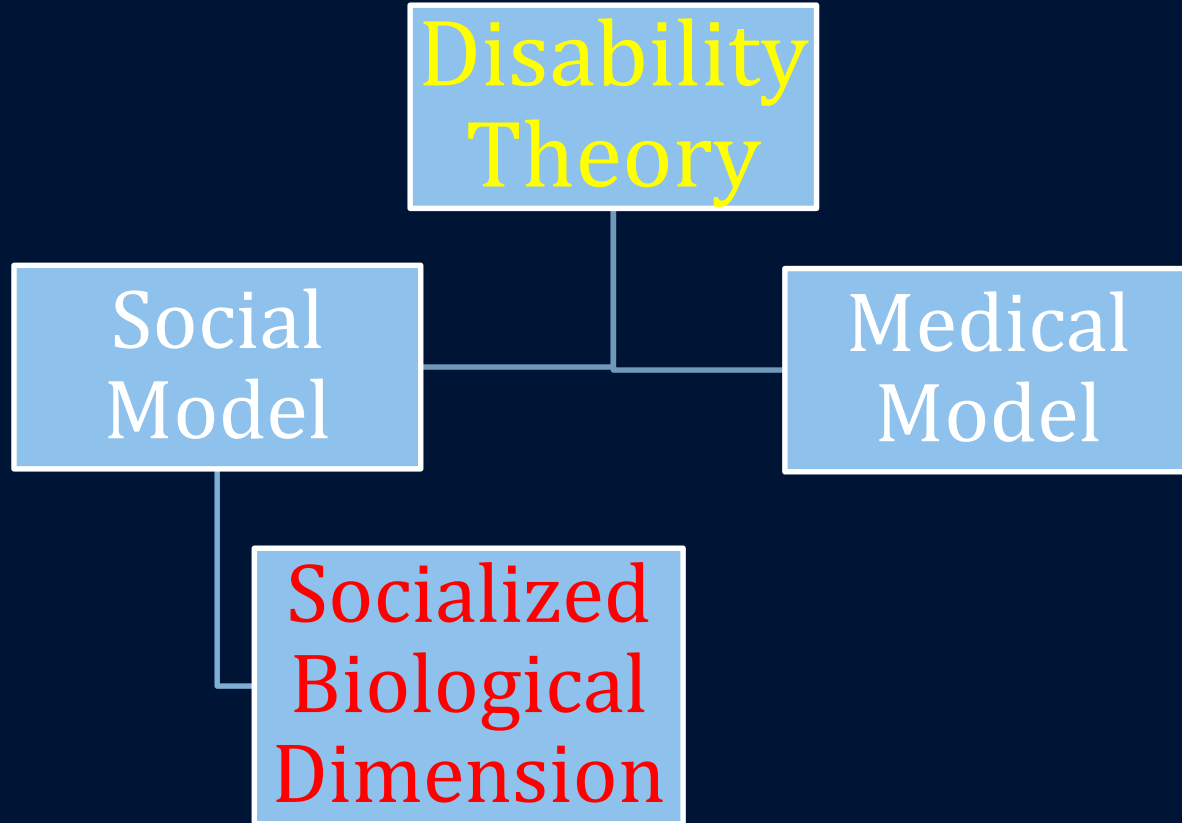 Disability
Theory
Social
Model
Medical
Model
Socialized
Biological
Dimension